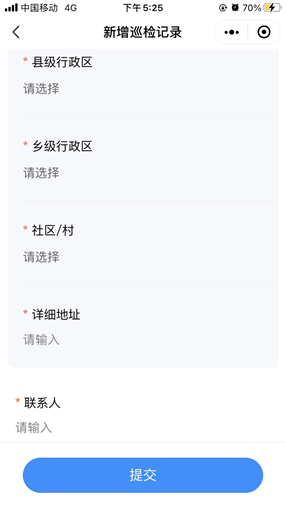 中国移动 4G 下午5:25 70%
新增巡检记录
* 县级行政区
请选择
* 乡级行政区
请选择
* 社区/村
请选择
* 详细地址
请输入
* 联系人
请输入
提交